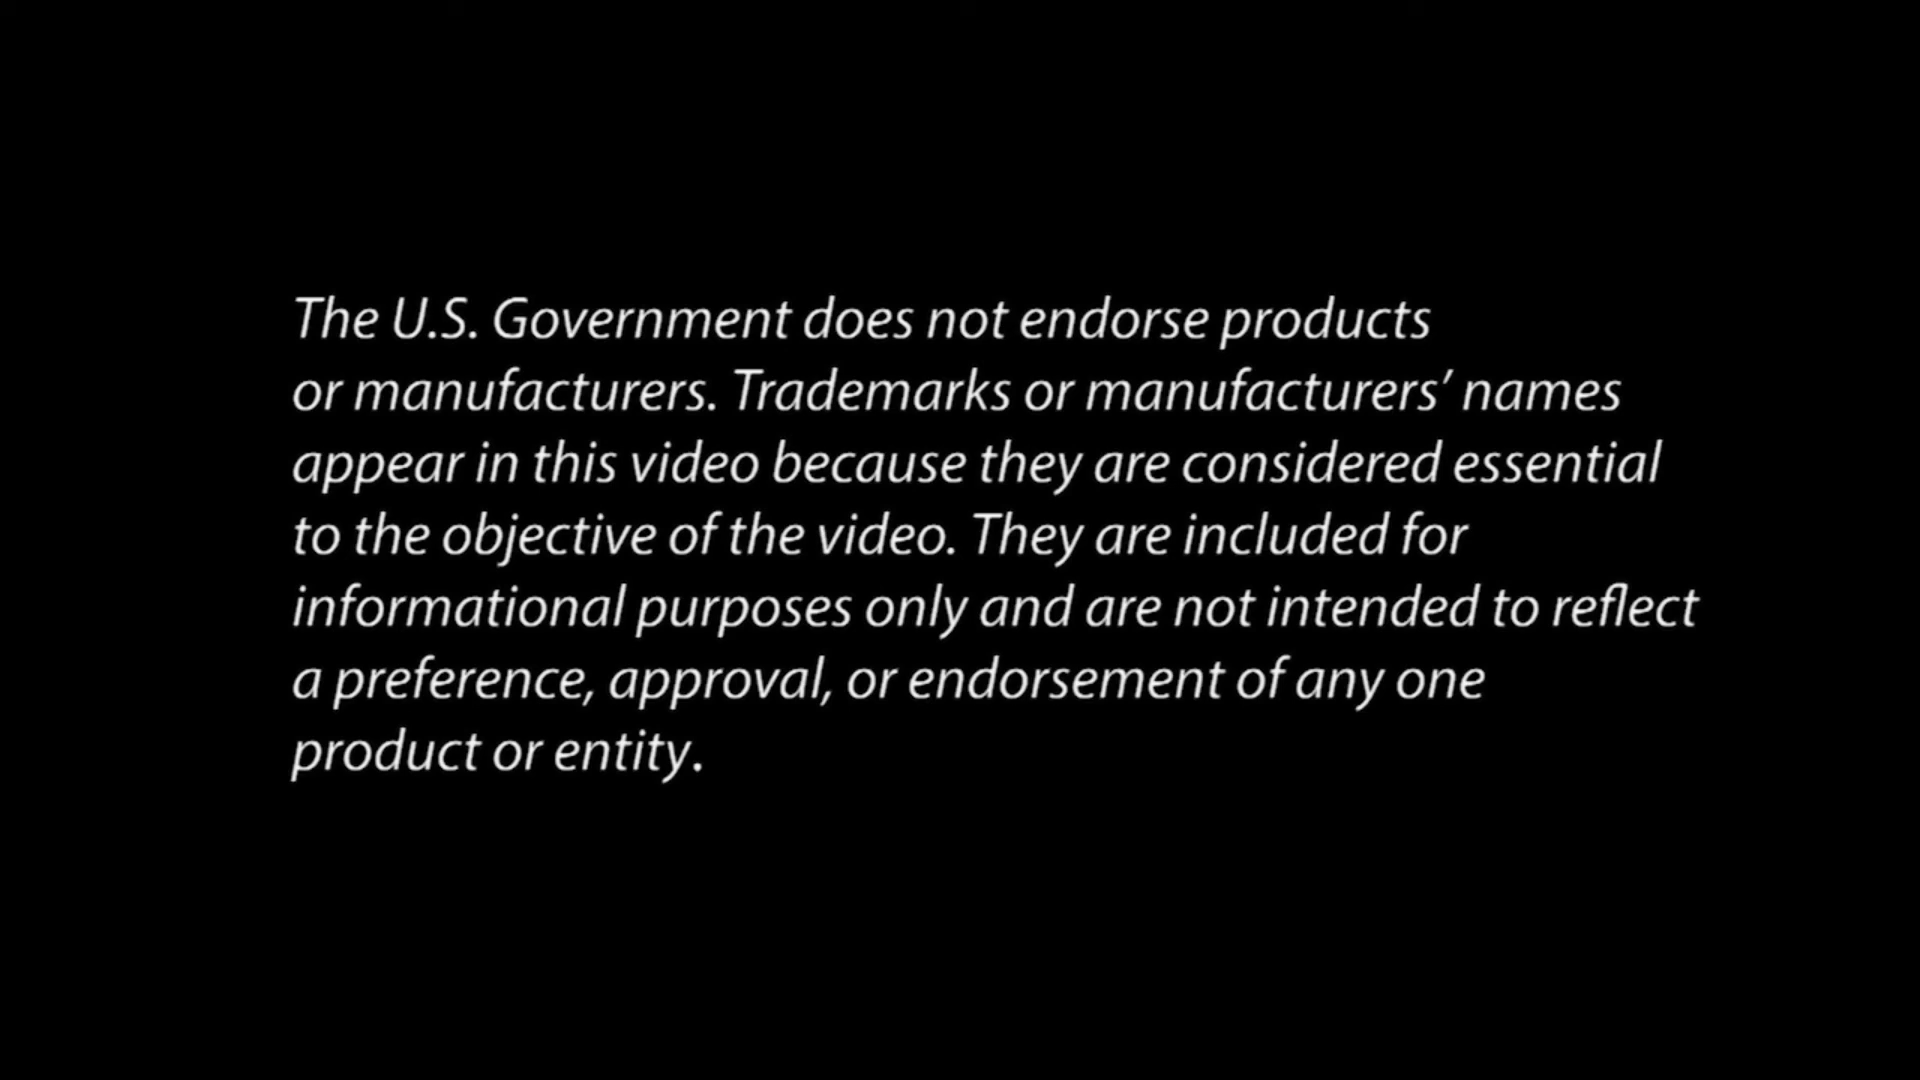 The U.S. Government does not endorse products
or manufacturers. Trademarks or manufacturers’ names
appear in this video because they are considered essential
to the objective of the video. They are included for
informational purposes only and are not intended to reflect
a preference, approval, or endorsement of any one
product or entity.